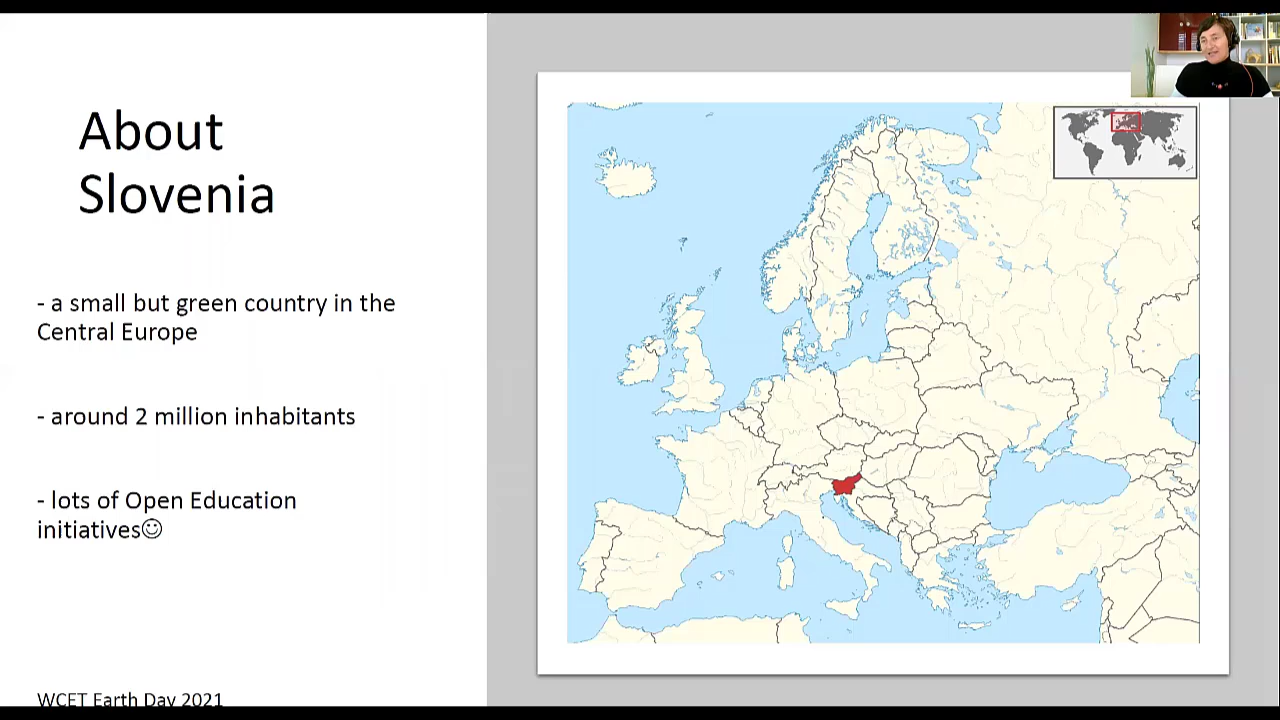 About
Slovenia
- a small but green country in the
Central Europe
- around 2 million inhabitants
- lots of Open Education
initiatives☺
WCET Earth Day 2021